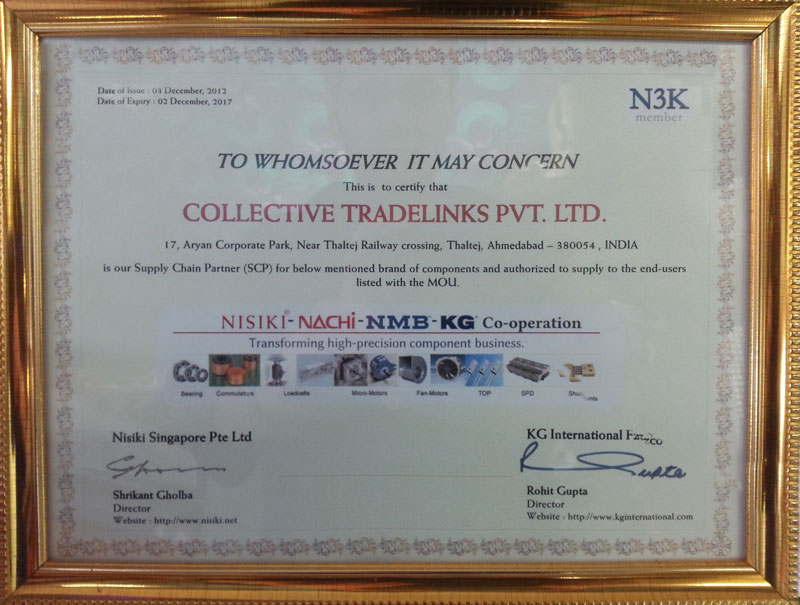 Date of Issue : 03 December, 2012
Date of Expiry : 02 December, 2017
N3K
member
TO WHOMSOEVER IT MAY CONCERN
This is to certify that
COLLECTIVE TRADELINKS PVT. LTD.
17, Aryan Corporate Park, Near Thaltej Railway crossing, Thaltej, Ahmedabad – 380054 , INDIA
is our Supply Chain Partner (SCP) for below mentioned brand of components and authorized to supply to the end-users
listed with the MOU.
NISIKI - NACHi - NMB - KG Co-operation
Transforming high-precision component business.
Bearing Commutators Loadcells Micro-Motors Fan-Motors TOP SPD
Nisiki Singapore Pte Ltd
KG International
Shrikant Gholba
Director
Website : http://www.nisiki.net
R Gupta
Rohit Gupta
Director
Website : http://www.kginternational.com